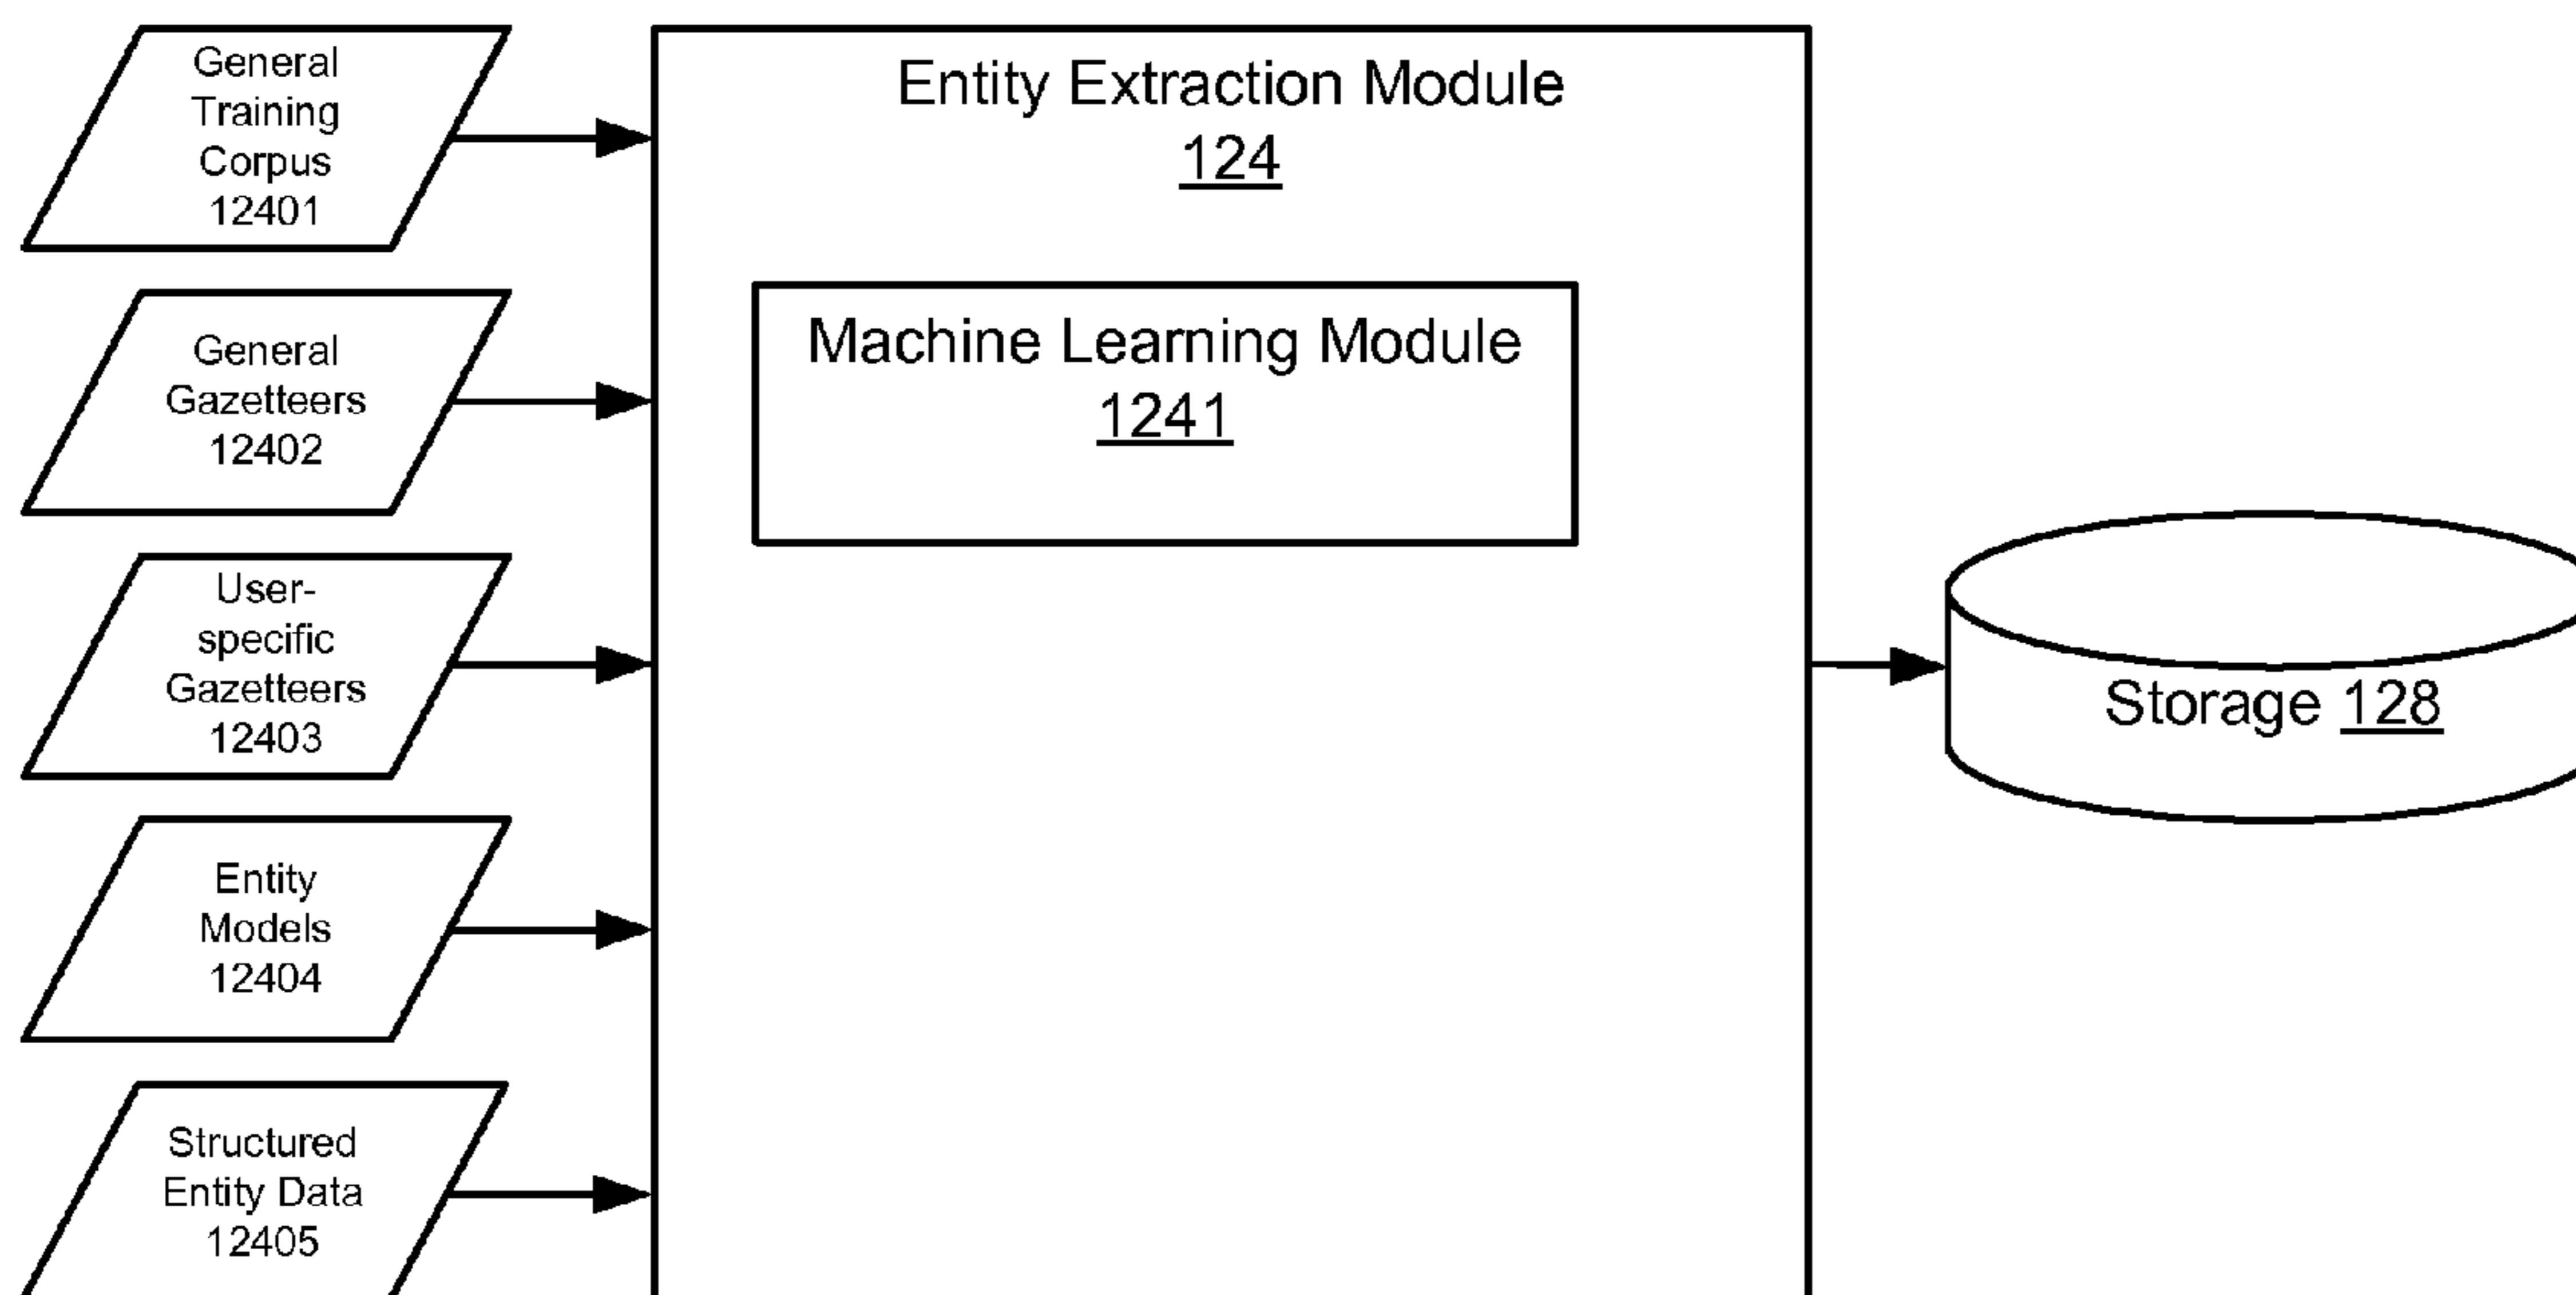 General
Training
Corpus
12401
General
Gazetteers
12402
User-
specific
Gazetteers
12403
Entity
Models
12404
Structured
Entity Data
12405
Entity Extraction Module
124
Machine Learning Module
1241
Storage 128